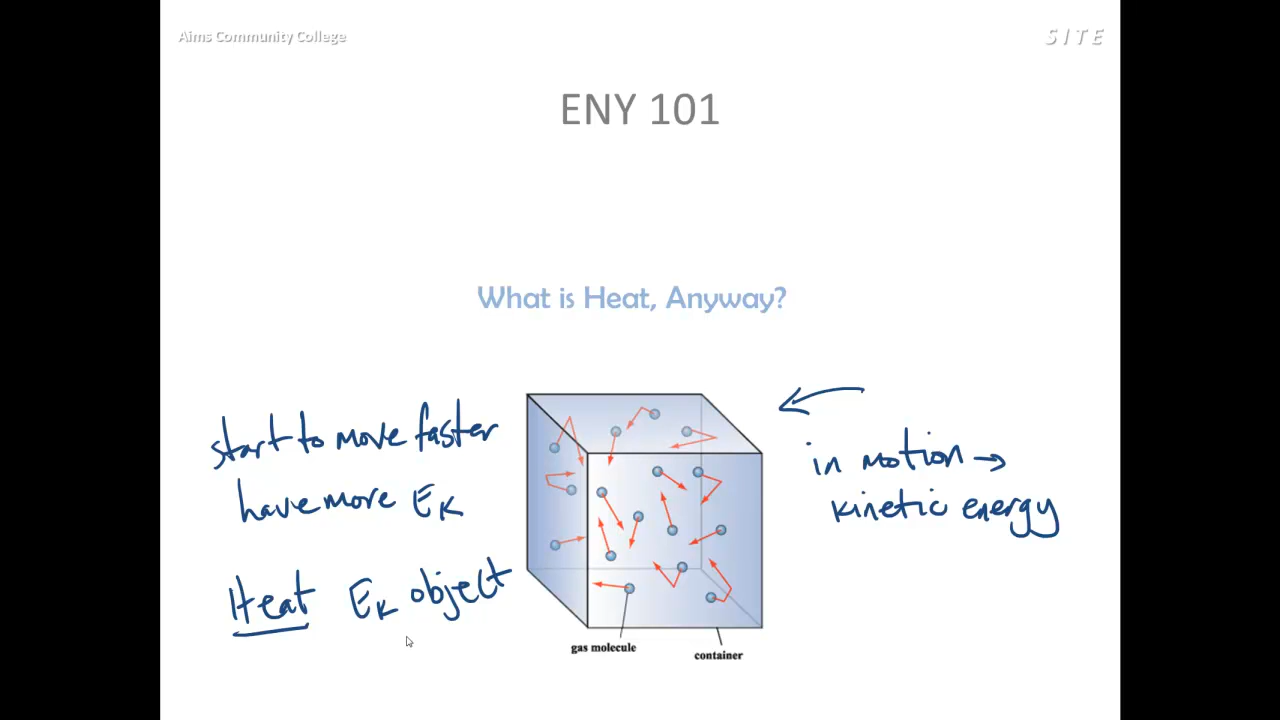 Aims Community College
SITE
ENY 101
What is Heat, Anyway?
start to move faster
have more EK
Heat EK object
in motion →
kinetic energy
gas molecule
container